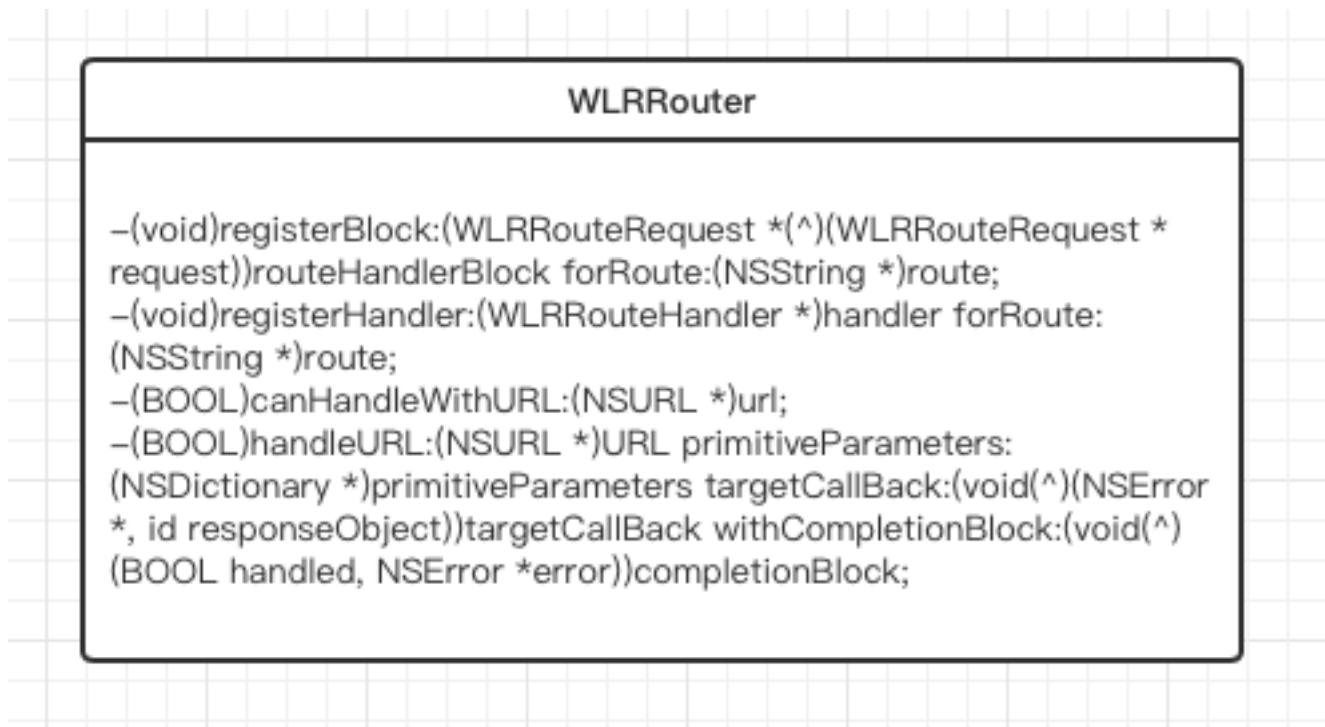 WLRRouter
–(void)registerBlock:(WLRRouteRequest *(^)(WLRRouteRequest *
request))routeHandlerBlock forRoute:(NSString *)route;
–(void)registerHandler:(WLRRouteHandler *)handler forRoute:
(NSString *)route;
–(BOOL)canHandleWithURL:(NSURL *)url;
–(BOOL)handleURL:(NSURL *)URL primitiveParameters:
(NSDictionary *)primitiveParameters targetCallBack:(void(^)(NSError
*, id responseObject))targetCallBack withCompletionBlock:(void(^)
(BOOL handled, NSError *error))completionBlock;